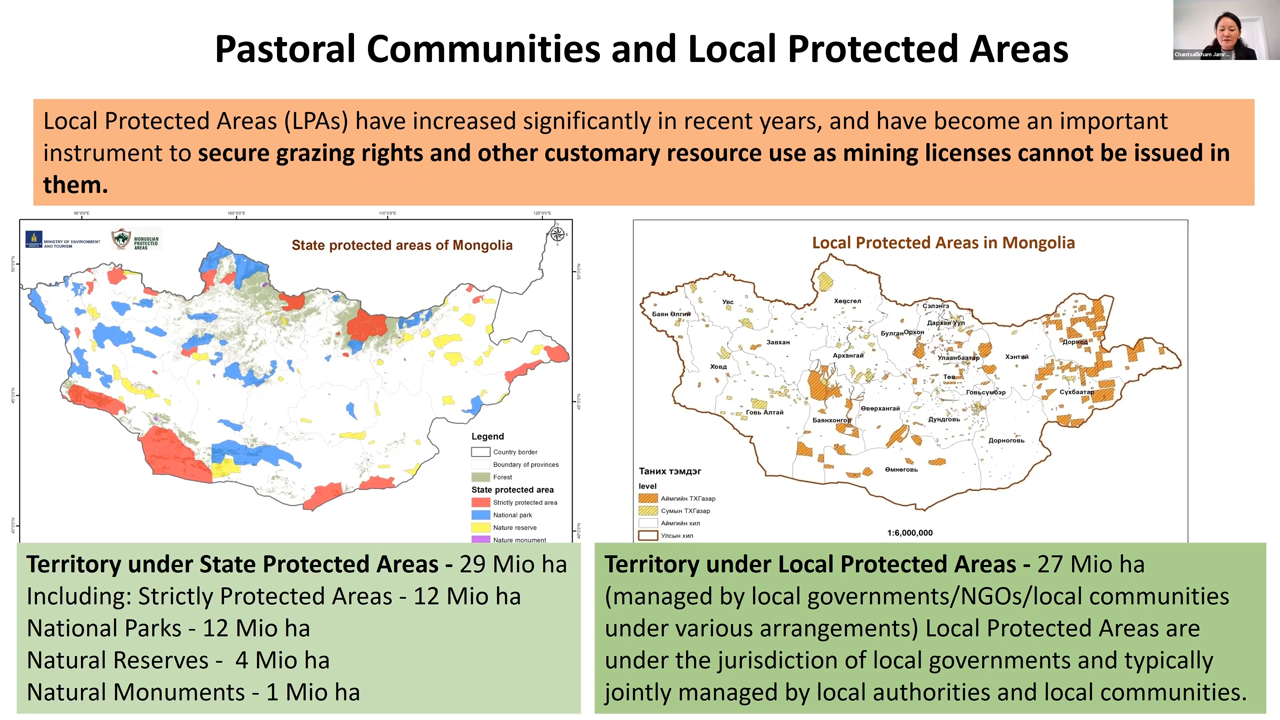 Pastoral Communities and Local Protected Areas
Local Protected Areas (LPAs) have increased significantly in recent years, and have become an important
instrument to secure grazing rights and other customary resource use as mining licenses cannot be issued in
them.
MINISTRY OF ENVIRONMENT
AND TOURISM
MONGOLIAN
PROTECTED
AREAS
State protected areas of Mongolia
Legend
Country border
Boundary of provinces
Forest
State protected area
Strictly protected area
National park
Nature reserve
Nature monument
Local Protected Areas in Mongolia
Увс
Хөвсгөл
Баян Өлгий
Сэлэнгэ
Дархан Уул
Булган
Орхон
Завхан
Архангай
Улаанбаатар
Хэнтий
Дорнод
Ховд
Төв
Говьсүмбэр
Сүхбаатар
Говь Алтай
Баянхонгор
Өвөрхангай
Дундговь
Дорноговь
Өмнөговь
Таних тэмдэг
level
Аймгийн ТХГазар
Сумын ТХГазар
Аймгийн хил
Улсын хил
1:6,000,000
Territory under State Protected Areas - 29 Mio ha
Including: Strictly Protected Areas - 12 Mio ha
National Parks - 12 Mio ha
Natural Reserves - 4 Mio ha
Natural Monuments - 1 Mio ha
Territory under Local Protected Areas - 27 Mio ha
(managed by local governments/NGOs/local communities
under various arrangements) Local Protected Areas are
under the jurisdiction of local governments and typically
jointly managed by local authorities and local communities.